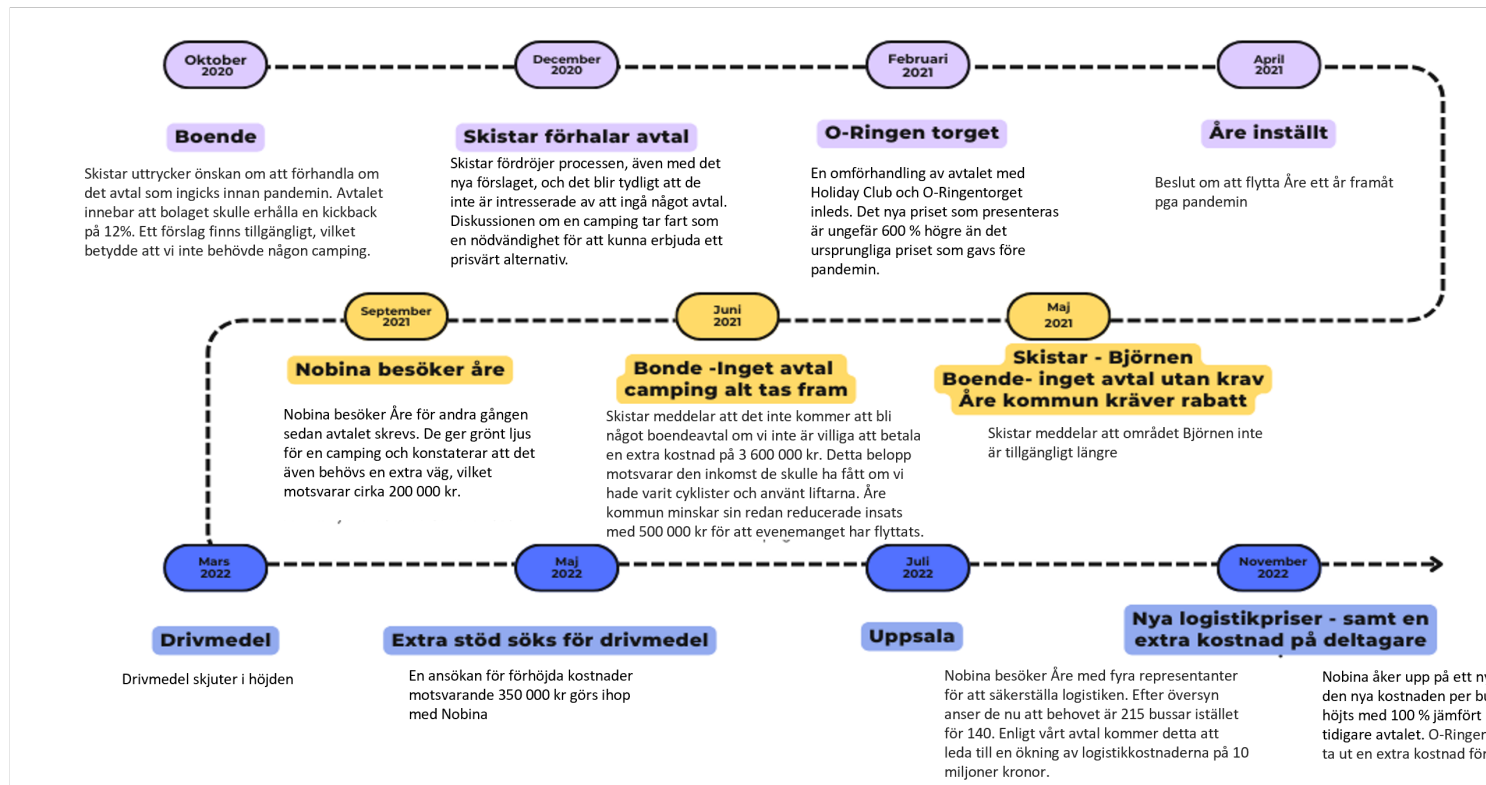 Oktober
2020
December
2020
Februari
2021
April
2021
Boende
Skistar uttrycker önskan om att förhandla om
det avtal som ingicks innan pandemin. Avtalet
innebar att bolaget skulle erhålla en kickback
på 12%. Ett förslag finns tillgängligt, vilket
betydde att vi inte behövde någon camping.
Skistar förhalar avtal
Skistar fördröjer processen, även med det
nya förslaget, och det blir tydligt att de
inte är intresserade av att ingå något avtal.
Diskussionen om en camping tar fart som
en nödvändighet för att kunna erbjuda ett
prisvärt alternativ.
O-Ringen torget
En omförhandling av avtalet med
Holiday Club och O-Ringentorget
inleds. Det nya priset som presenteras
är ungefär 600 % högre än det
ursprungliga priset som gavs före
pandemin.
Åre inställt
Beslut om att flytta Åre ett år framåt
pga pandemin
September
2021
Juni
2021
Maj
2021
Nobina besöker åre
Nobina besöker Åre för andra gången
sedan avtalet skrevs. De ger grönt ljus
för en camping och konstaterar att det
även behövs en extra väg, vilket
motsvarar cirka 200 000 kr.
Bonde -Inget avtal
camping alt tas fram
Skistar meddelar att det inte kommer att bli
något boendeavtal om vi inte är villiga att betala
en extra kostnad på 3 600 000 kr. Detta belopp
motsvarar den inkomst de skulle ha fått om vi
hade varit cyklister och använt liftarna. Åre
kommun minskar sin redan reducerade insats
med 500 000 kr för att evenemanget har flyttats.
Skistar - Björnen
Boende- inget avtal utan krav
Åre kommun kräver rabatt
Skistar meddelar att området Björnen inte
är tillgängligt längre
Mars
2022
Maj
2022
Juli
2022
November
2022
Drivmedel
Drivmedel skjuter i höjden
Extra stöd söks för drivmedel
En ansökan för förhöjda kostnader
motsvarande 350 000 kr görs ihop
med Nobina
Uppsala
Nobina besöker Åre med fyra representanter
för att säkerställa logistiken. Efter översyn
anser de nu att behovet är 215 bussar istället
för 140. Enligt vårt avtal kommer detta att
leda till en ökning av logistikkostnaderna på 10
miljoner kronor.
Nya logistikpriser - samt en
extra kostnad på deltagare
Nobina åker upp på ett
den nya kostnaden per
höjts med 100 % jämfört
tidigare avtalet.
ta ut en extra kostnad